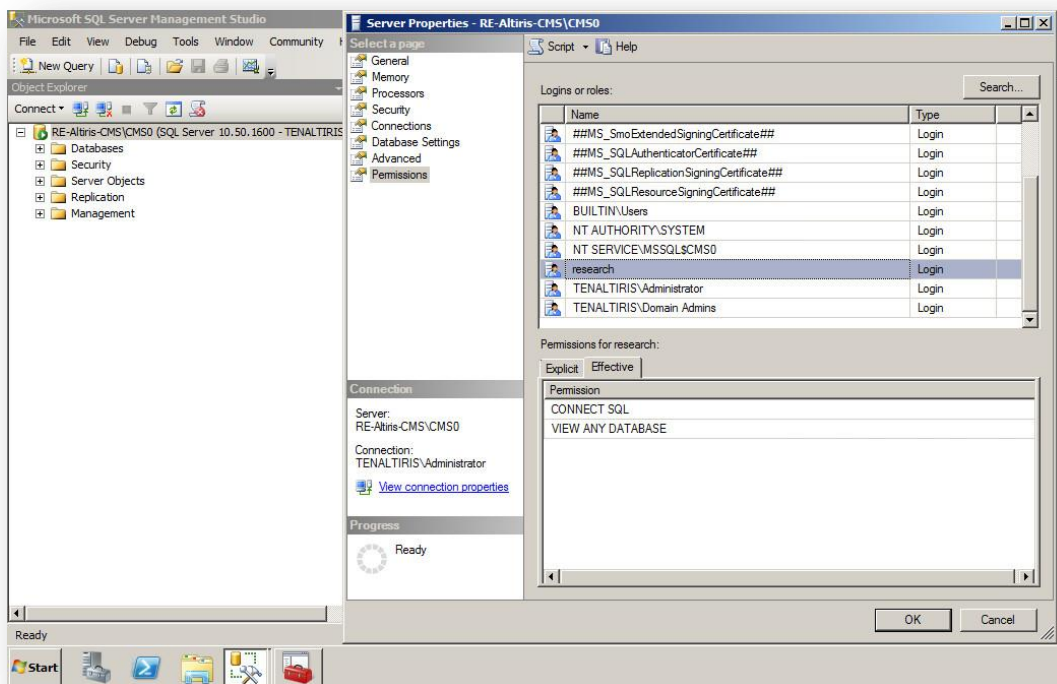 Microsoft SQL Server Management Studio
File Edit View Debug Tools Window Community
New Query
Object Explorer
Connect
RE-Altiris-CMS\CMS0 (SQL Server 10.50.1600 - TENALTIRIS
Databases
Security
Server Objects
Replication
Management
Ready
Server Properties - RE-Altiris-CMS\CMS0
Select a page
General
Memory
Processors
Security
Connections
Database Settings
Advanced
Permissions
Connection
Server:
RE-Altiris-CMS\CMS0
Connection:
TENALTIRIS\Administrator
View connection properties
Progress
Ready
Script Help
Logins or roles:
Search...
Name Type
##MS_SmoExtendedSigningCertificate## Login
##MS_SQLAuthenticatorCertificate## Login
##MS_SQLReplicationSigningCertificate## Login
##MS_SQLResourceSigningCertificate## Login
BUILTIN\Users Login
NT AUTHORITY\SYSTEM Login
NT SERVICE\MSSQL$CMS0 Login
research Login
TENALTIRIS\Administrator Login
TENALTIRIS\Domain Admins Login
Permissions for research:
Explicit Effective
Permission
CONNECT SQL
VIEW ANY DATABASE
OK Cancel
Start